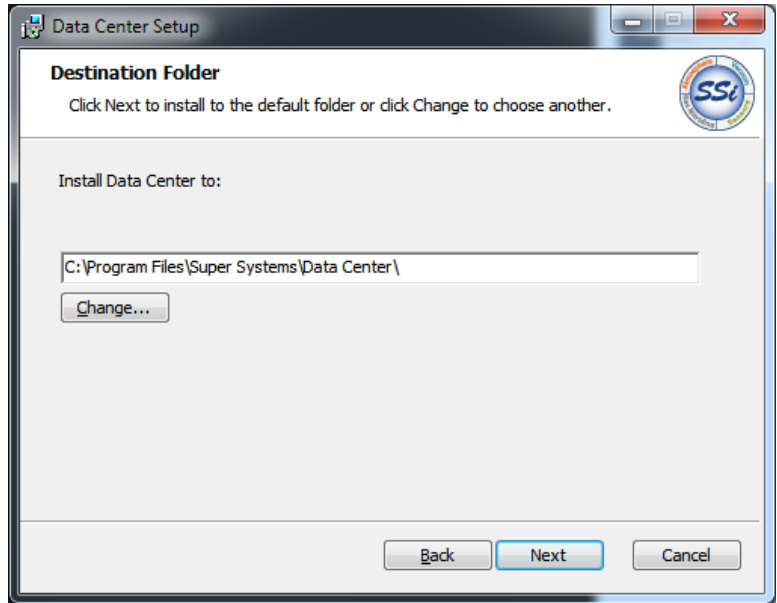 Data Center Setup
Destination Folder
Click Next to install to the default folder or click Change to choose another.
SSi
Install Data Center to:
C:\Program Files\Super Systems\Data Center\
Change...
Back Next Cancel